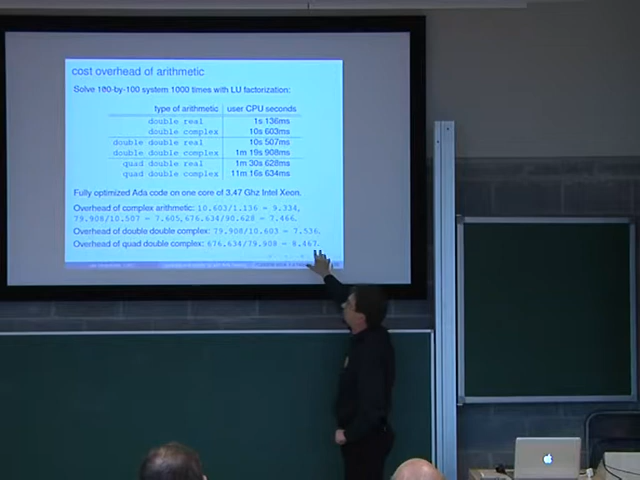 cost overhead of arithmetic
Solve 100-by-100 system 1000 times with LU factorization:
type of arithmetic user CPU seconds
double real 1s 136ms
double complex 10s 603ms
double double real 10s 507ms
double double complex 1m 19s 908ms
quad double real 1m 30s 628ms
quad double complex 11m 16s 634ms
Fully optimized Ada code on one core of 3.47 Ghz Intel Xeon.
Overhead of complex arithmetic: 10.603/1.136 = 9.334,
79.908/10.507 = 7.605, 676.634/90.628 = 7.466.
Overhead of double double complex: 79.908/10.603 = 7.536.
Overhead of quad double complex: 676.634/79.908 = 8.467.